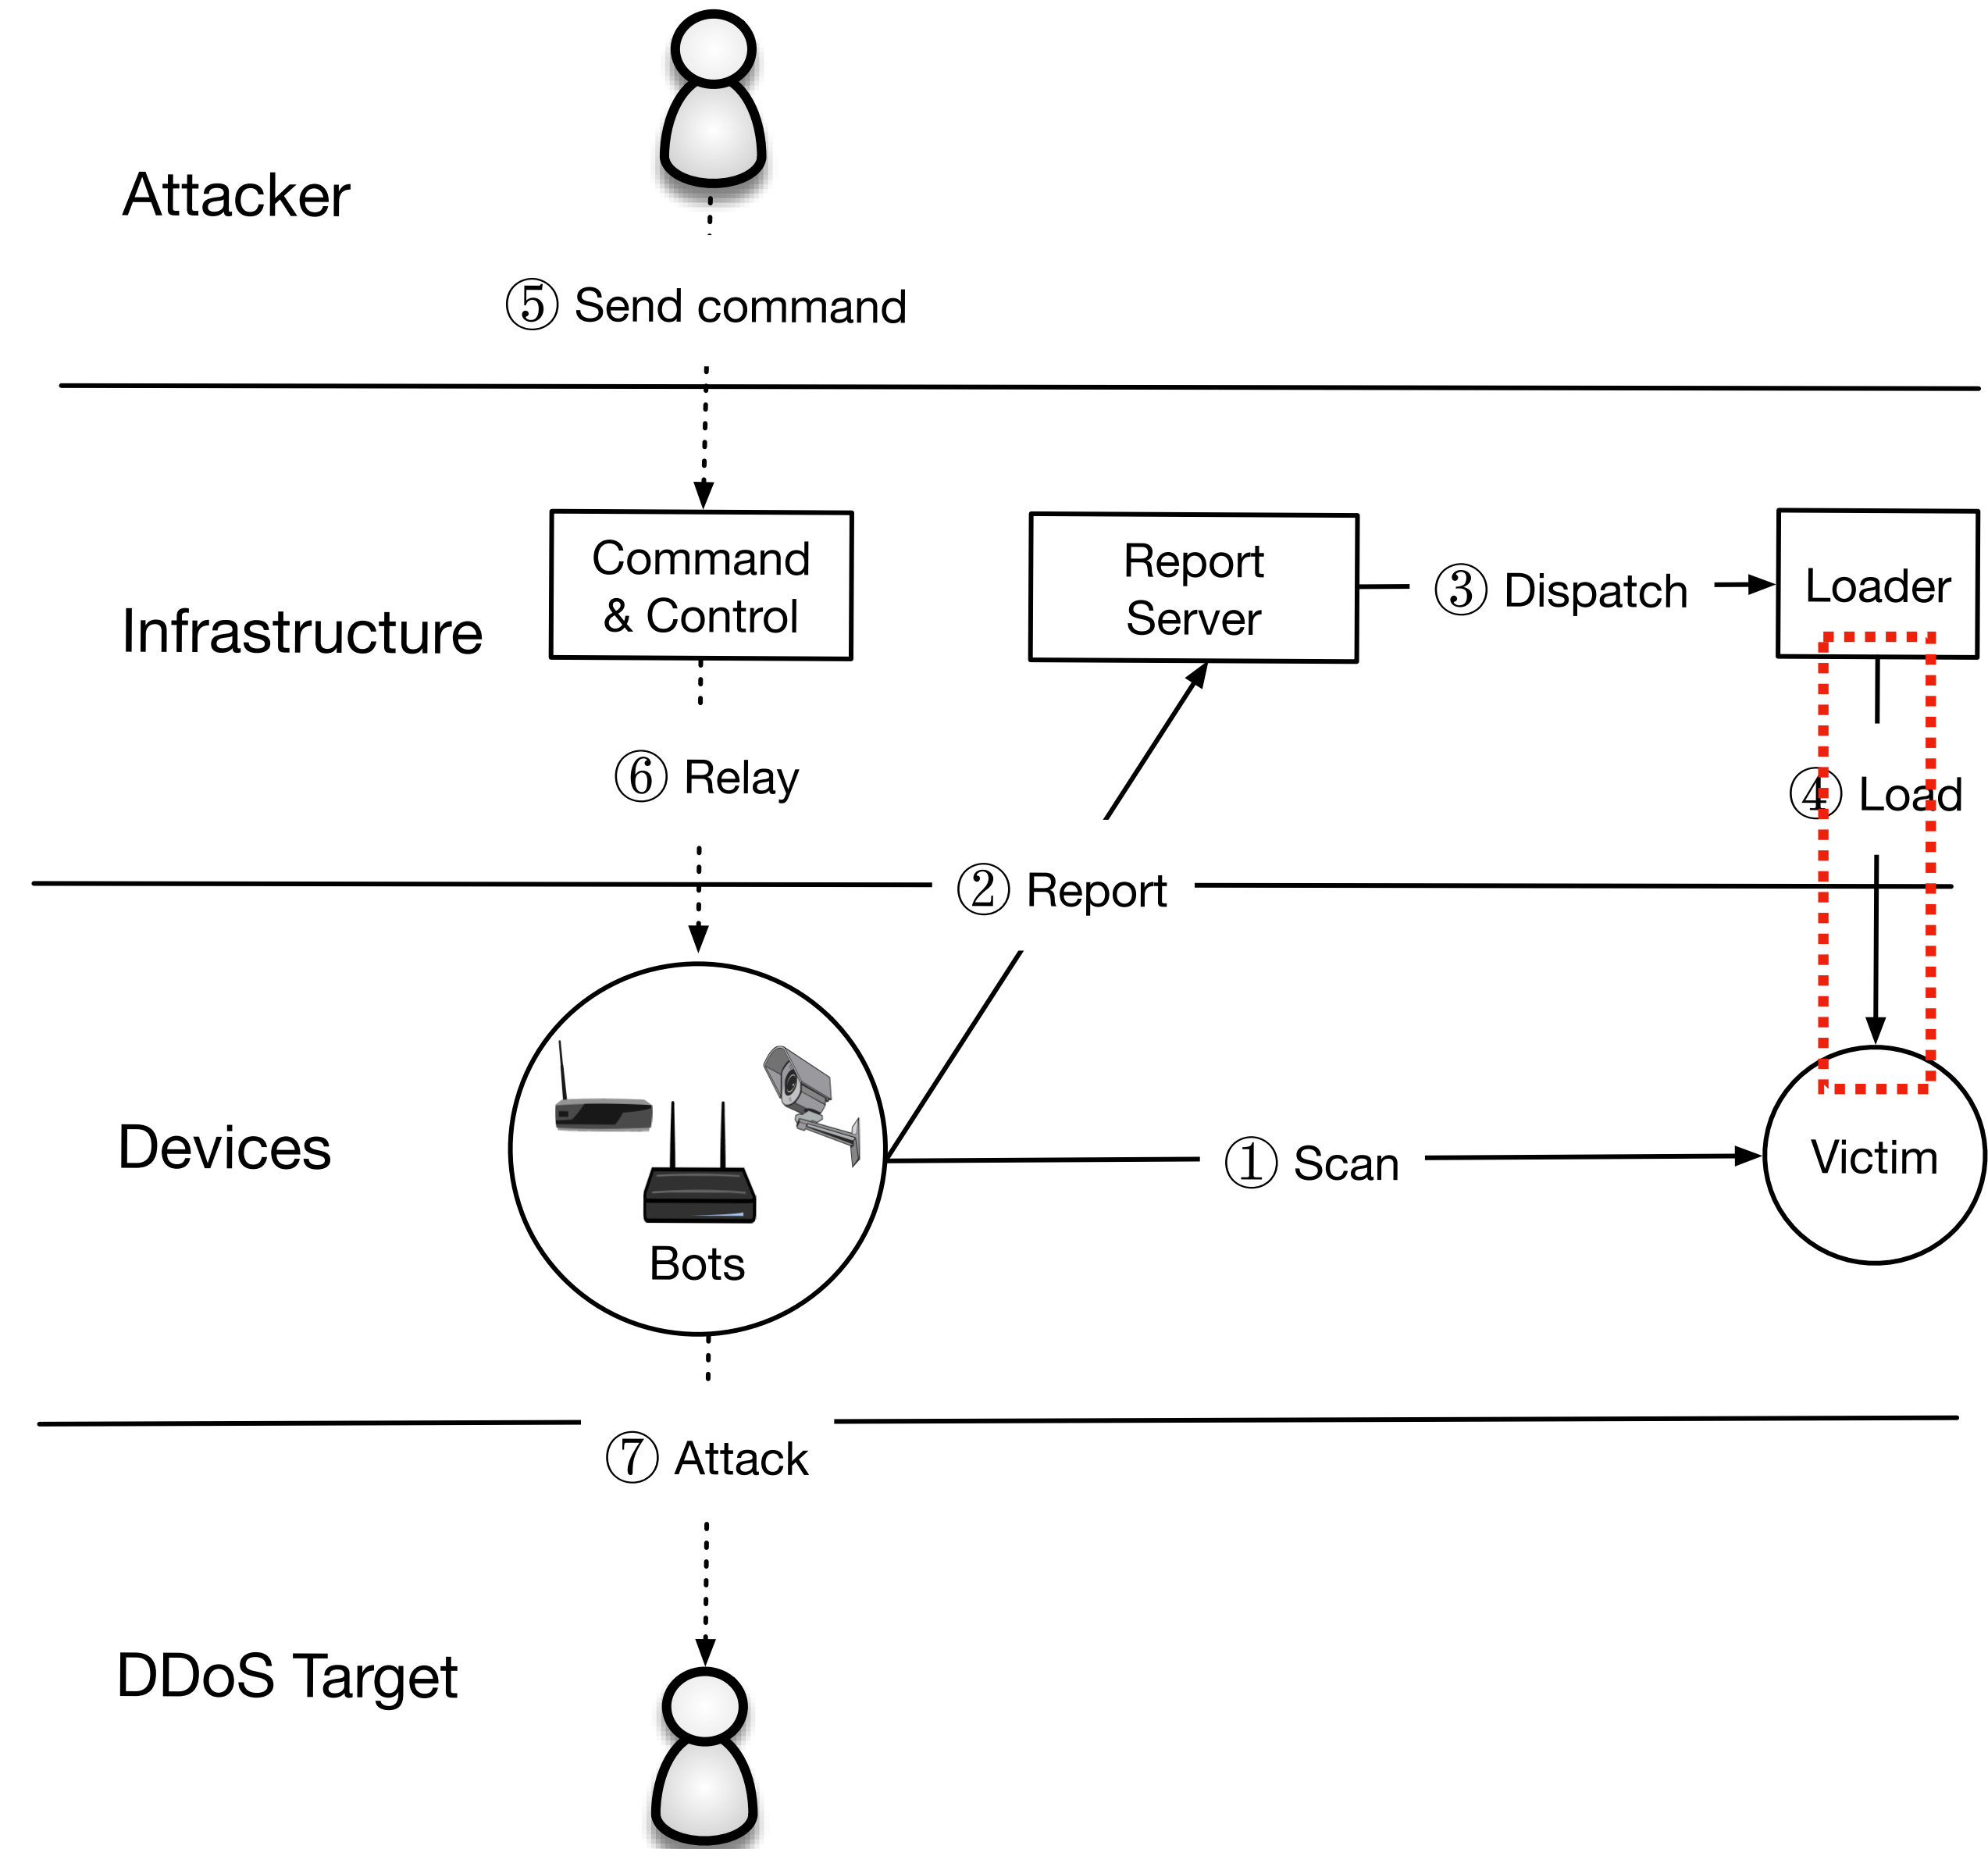 Attacker
⑤ Send command
Command
& Control
Report
Server
③ Dispatch
Loader
Infrastructure
⑥ Relay
④ Load
② Report
Devices
① Scan
Victim
Bots
⑦ Attack
DDoS Target